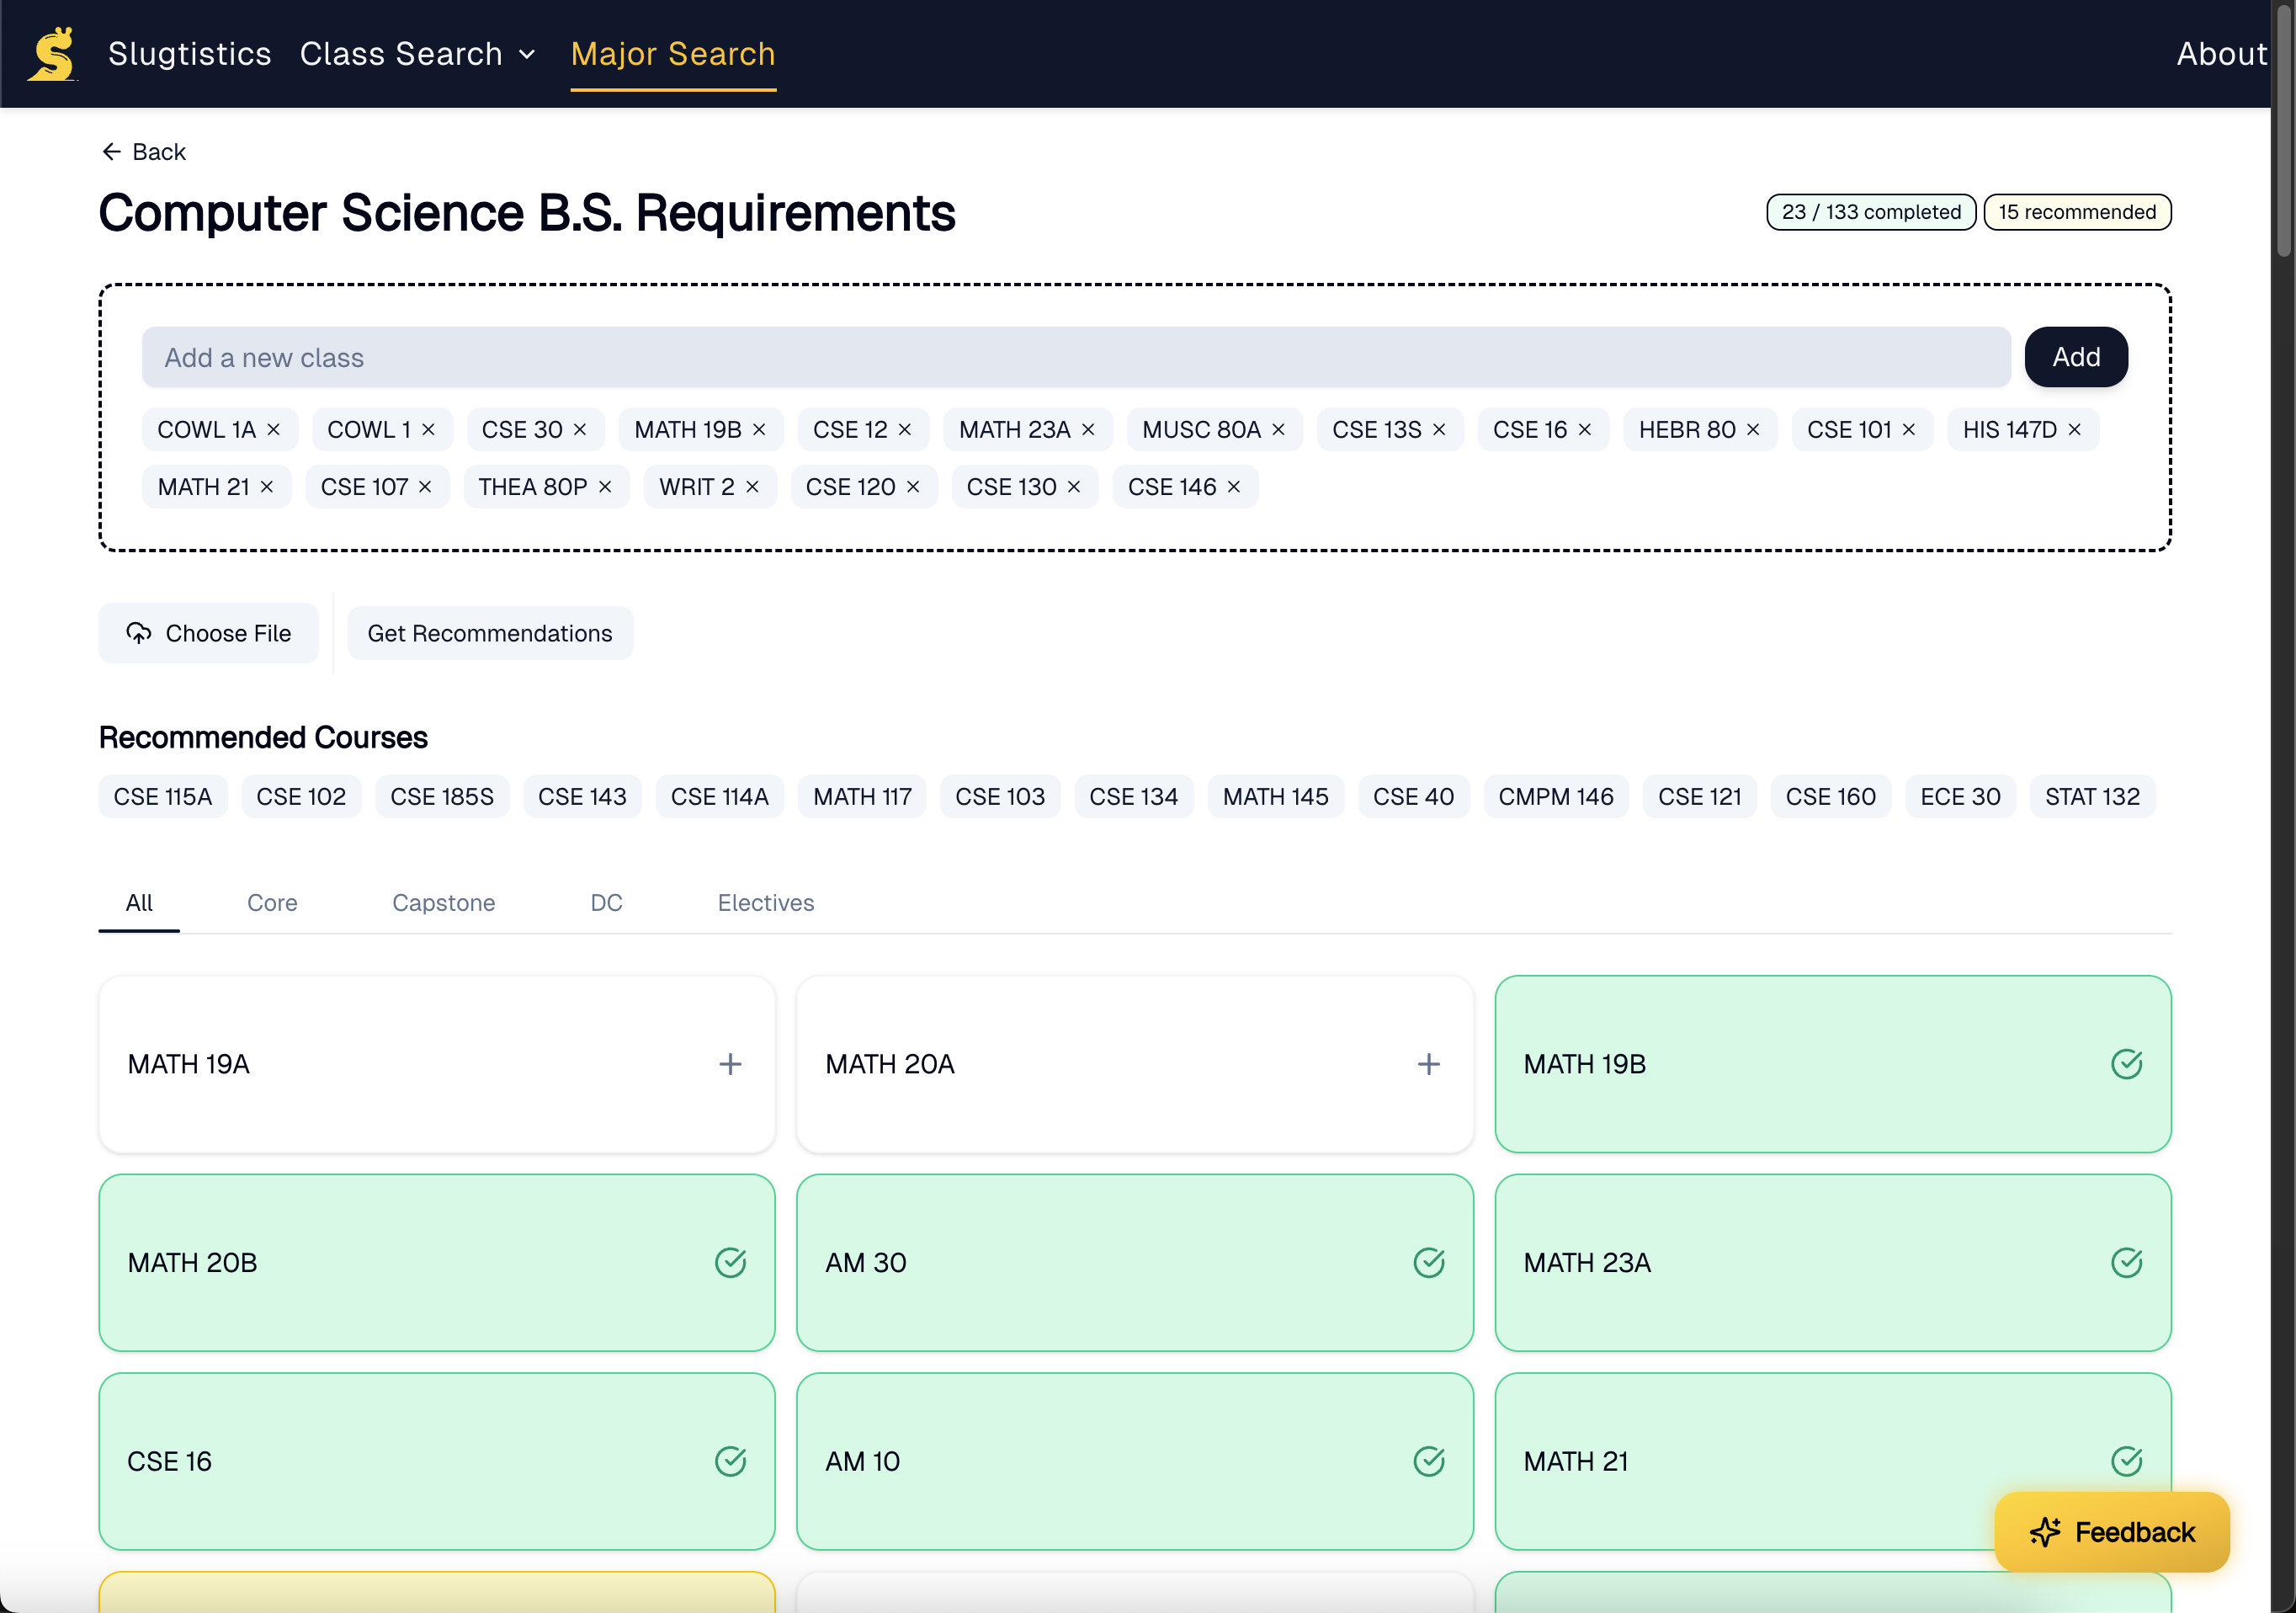 Slugtistics Class Search Major Search About
Back
Computer Science B.S. Requirements 23 / 133 completed 15 recommended
Add a new class Add
COWL 1A × COWL 1 × CSE 30 × MATH 19B × CSE 12 × MATH 23A × MUSC 80A × CSE 13S × CSE 16 × HEBR 80 × CSE 101 × HIS 147D ×
MATH 21 × CSE 107 × THEA 80P × WRIT 2 × CSE 120 × CSE 130 × CSE 146 ×
Choose File Get Recommendations
Recommended Courses
CSE 115A CSE 102 CSE 185S CSE 143 CSE 114A MATH 117 CSE 103 CSE 134 MATH 145 CSE 40 CMPM 146 CSE 121 CSE 160 ECE 30 STAT 132
All Core Capstone DC Electives
MATH 19A MATH 20A MATH 19B
MATH 20B AM 30 MATH 23A
CSE 16 AM 10 MATH 21
Feedback